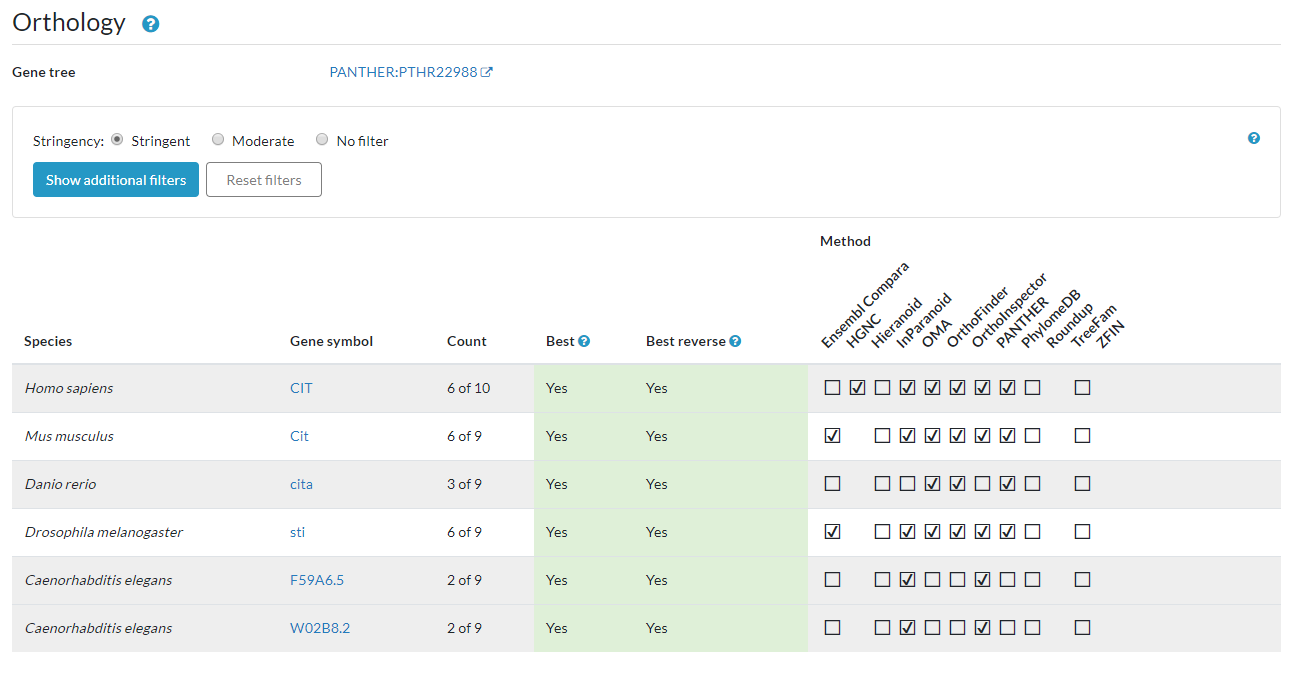 Orthology ?
Gene tree PANTHER:PTHR22988
Stringency: Stringent Moderate No filter ?
Show additional filters Reset filters
Method
Species Gene symbol Count Best ? Best reverse ? Ensembl Compara HGNC Hieranoid InParanoid OMA OrthoFinder OrthoInspector PANTHER PhylomeDB Roundup TreeFam ZFIN
Homo sapiens CIT 6 of 10 Yes Yes
Mus musculus Cit 6 of 9 Yes Yes
Danio rerio cita 3 of 9 Yes Yes
Drosophila melanogaster sti 6 of 9 Yes Yes
Caenorhabditis elegans F59A6.5 2 of 9 Yes Yes
Caenorhabditis elegans W02B8.2 2 of 9 Yes Yes